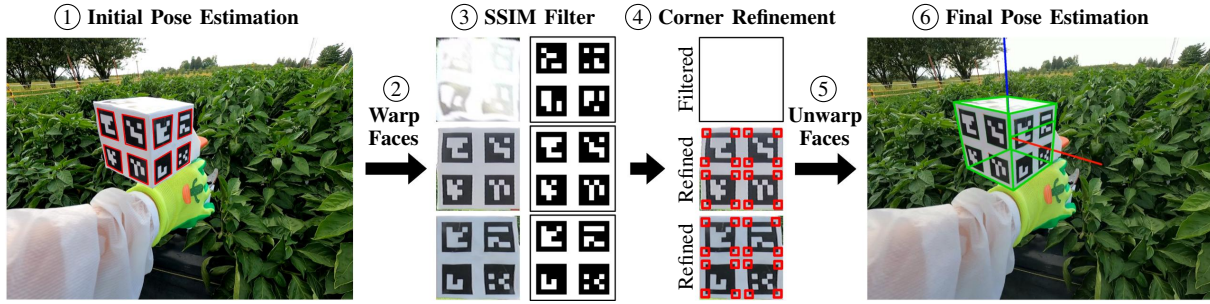 ① Initial Pose Estimation
③ SSIM Filter
④ Corner Refinement
⑥ Final Pose Estimation
②
Warp
Faces
Filtered
Refined
Refined
⑤
Unwarp
Faces